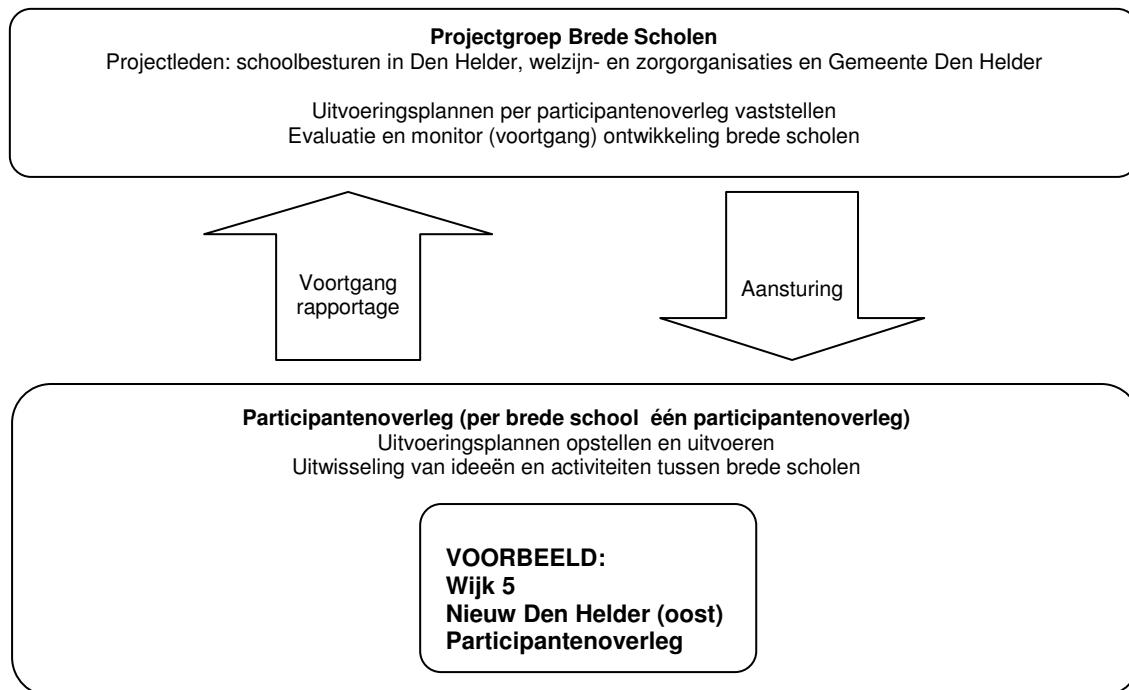 Projectgroep Brede Scholen
Projectleden: schoolbesturen in Den Helder, welzijn- en zorgorganisaties en Gemeente Den Helder
Uitvoeringsplannen per participantenoverleg vaststellen
Evaluatie en monitor (voortgang) ontwikkeling brede scholen
Voortgang
rapportage
Aansturing
Participantenoverleg (per brede school één participantenoverleg)
Uitvoeringsplannen opstellen en uitvoeren
Uitwisseling van ideeën en activiteiten tussen brede scholen
VOORBEELD:
Wijk 5
Nieuw Den Helder (oost)
Participantenoverleg